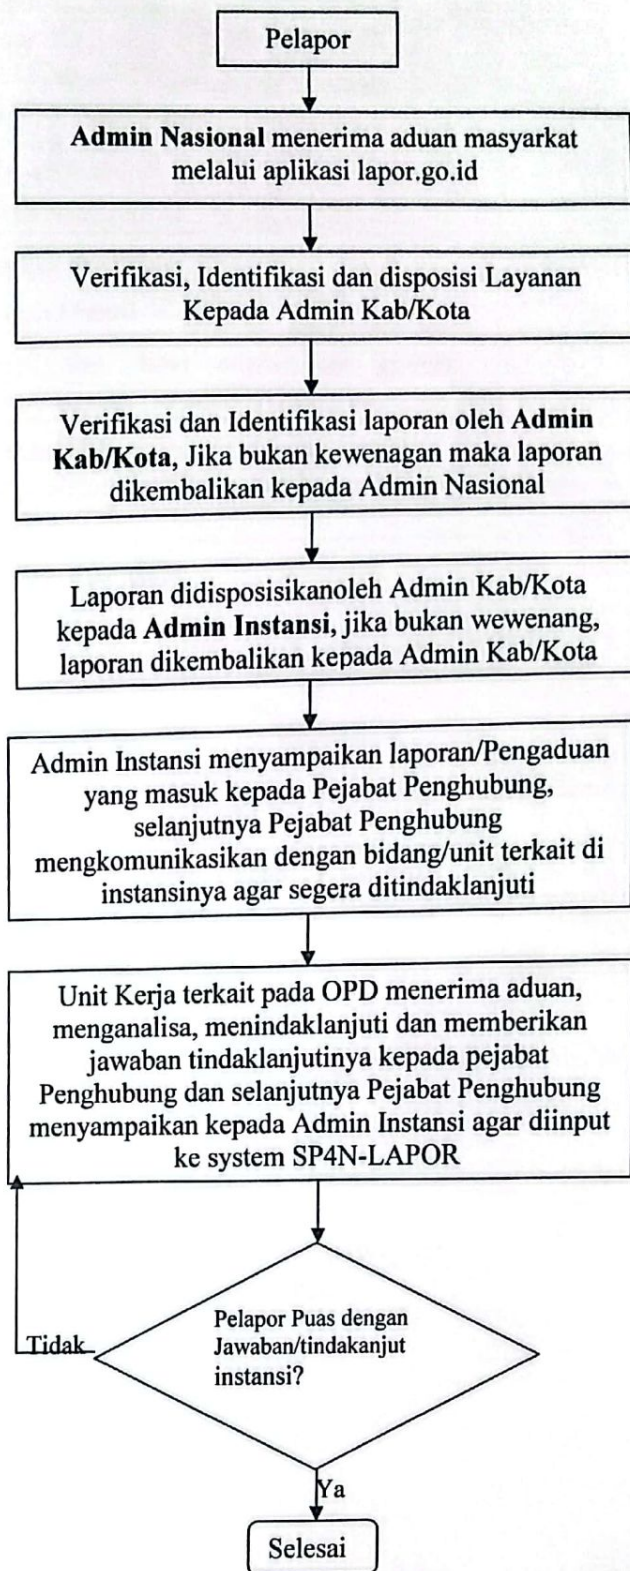 Pelapor
Admin Nasional menerima aduan masyarkat
melalui aplikasi lapor.go.id
Verifikasi, Identifikasi dan disposisi Layanan
Kepada Admin Kab/Kota
Verifikasi dan Identifikasi laporan oleh Admin
Kab/Kota, Jika bukan kewenagan maka laporan
dikembalikan kepada Admin Nasional
Laporan didisposisikanoleh Admin Kab/Kota
kepada Admin Instansi, jika bukan wewenang,
laporan dikembalikan kepada Admin Kab/Kota
Admin Instansi menyampaikan laporan/Pengaduan
yang masuk kepada Pejabat Penghubung,
selanjutnya Pejabat Penghubung
mengkomunikasikan dengan bidang/unit terkait di
instansinya agar segera ditindaklanjuti
Unit Kerja terkait pada OPD menerima aduan,
menganalisa, menindaklanjuti dan memberikan
jawaban tindaklanjutinya kepada pejabat
Penghubung dan selanjutnya Pejabat Penghubung
menyampaikan kepada Admin Instansi agar diinput
ke system SP4N-LAPOR
Pelapor Puas dengan
Jawaban/tindakanjut
instansi?
Tidak
Ya
Selesai